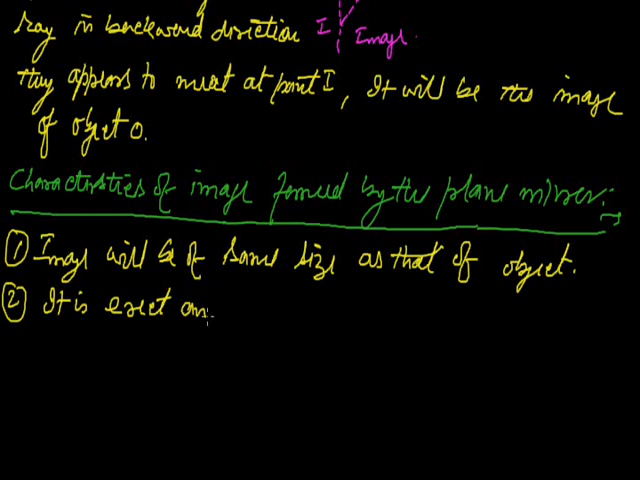 ray in backward direction I Image.
they appears to meet at point I, It will be the image
of object O.
Characteristics of image formed by the plane mirror:→
① Image will be of same size as that of object.
② It is erect an